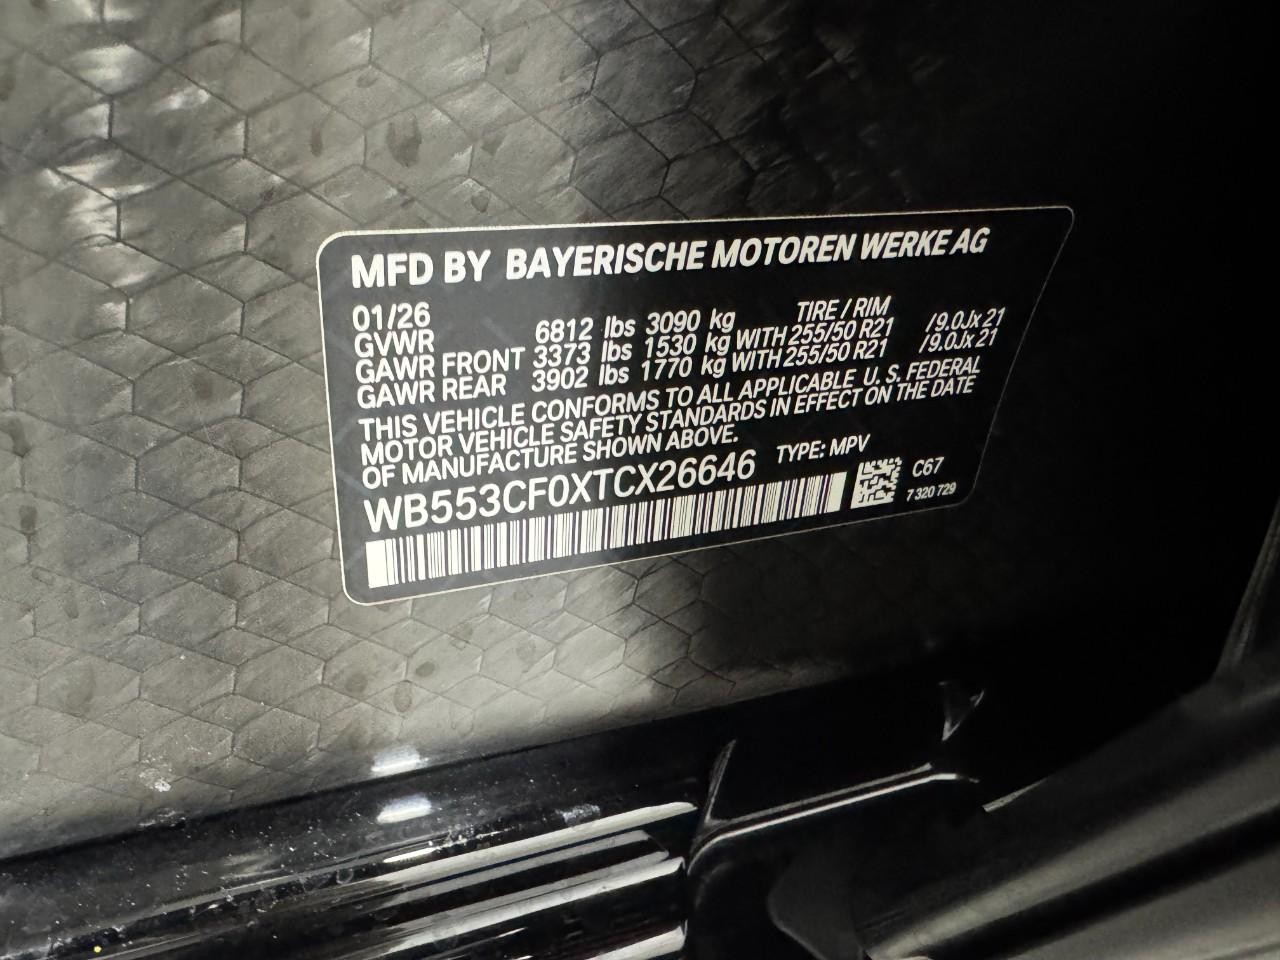 MFD BY BAYERISCHE MOTOREN WERKE AG
01/26 TIRE / RIM
GVWR 6812 lbs 3090 kg
GAWR FRONT 3373 lbs 1530 kg WITH 255/50 R21 /9.0Jx 21
GAWR REAR 3902 lbs 1770 kg WITH 255/50 R21 /9.0Jx 21
THIS VEHICLE CONFORMS TO ALL APPLICABLE U. S. FEDERAL
MOTOR VEHICLE SAFETY STANDARDS IN EFFECT ON THE DATE
OF MANUFACTURE SHOWN ABOVE.
WB553CF0XTCX26646 TYPE: MPV
C67
7 320 729